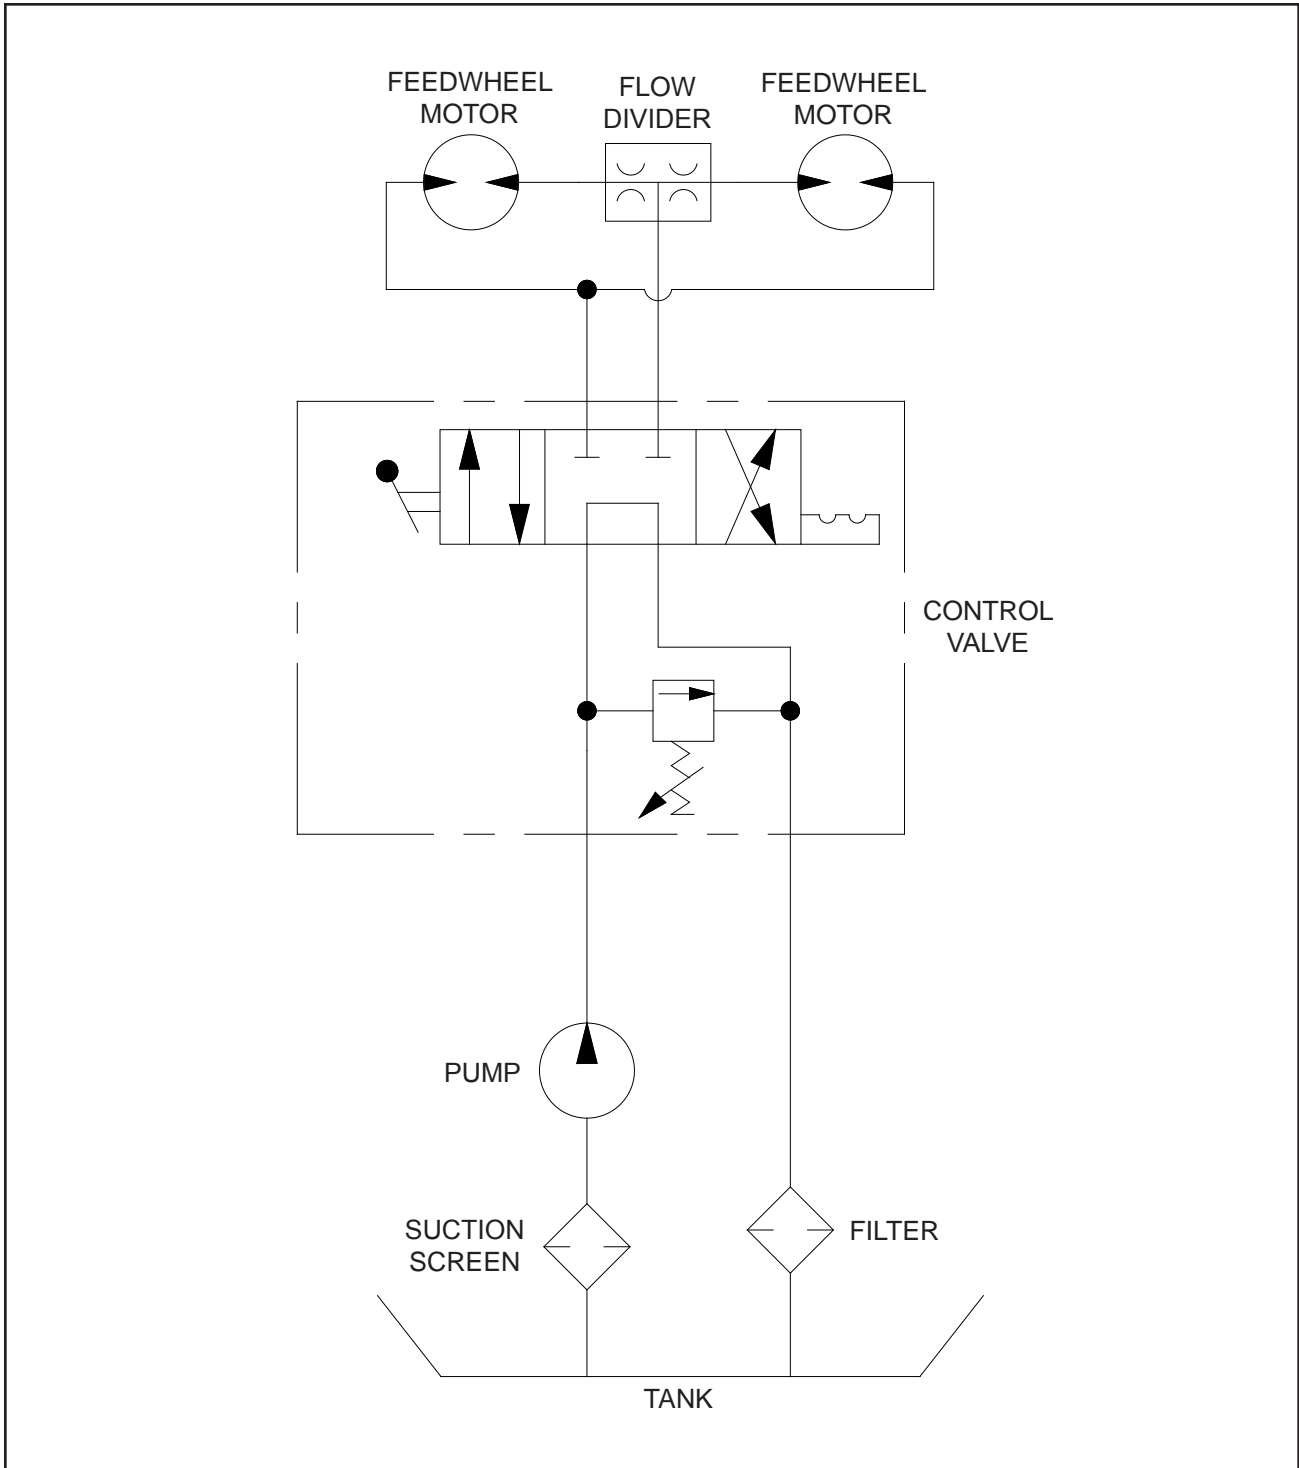 FEEDWHEEL
MOTOR
FLOW
DIVIDER
FEEDWHEEL
MOTOR
CONTROL
VALVE
PUMP
SUCTION
SCREEN
FILTER
TANK